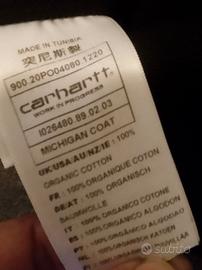 MADE IN TUNISIA
突尼斯製
900.20PO04080.1220
carhartt
WORK IN PROGRESS
I026480.89.02.03
MICHIGAN COAT
UK:USA/AU/NZ/IE: 100%
ORGANIC COTTON
FR: 100% ORGANIQUE COTON
DE/AT: 100% ORGANISCH
BAUMWOLLE
IT: 100% ORGANICO COTONE
ES: 100% ORGANICO ALGODON
PT: 100% ORGANICO ALGODAO
NL
subito